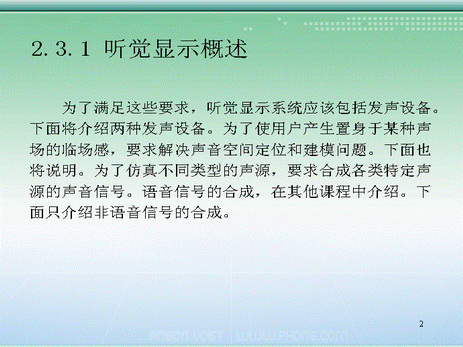 2.3.1 听觉显示概述
为了满足这些要求，听觉显示系统应该包括发声设备。
下面将介绍两种发声设备。为了使用户产生置身于某种声
场的临场感，要求解决声音空间定位和建模问题。下面也
将说明。为了仿真不同类型的声源，要求合成各类特定声
源的声音信号。语音信号的合成，在其他课程中介绍。下
面只介绍非语音信号的合成。
2